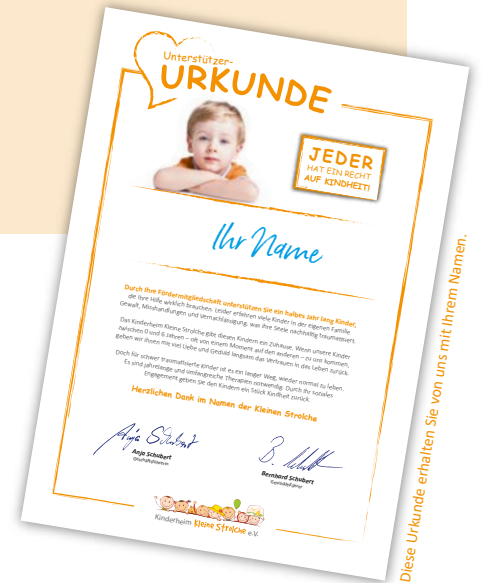 Unterstützer-
URKUNDE
JEDER
HAT EIN RECHT
AUF KINDHEIT!
Ihr Name
Durch Ihre Fördermitgliedschaft unterstützen Sie ein halbes Jahr lang Kinder,
die Ihre Hilfe wirklich brauchen. Leider erfahren viele Kinder in der eigenen Familie
Gewalt, Misshandlungen und Vernachlässigung, was ihre Seele nachhaltig traumatisiert.
Das Kinderheim Kleine Strolche gibt diesen Kindern ein Zuhause. Wenn unsere Kinder
zwischen 0 und 6 Jahren – oft von einem Moment auf den anderen – zu uns kommen,
geben wir ihnen mit viel Liebe und Geduld langsam das Vertrauen in das Leben zurück.
Doch für schwer traumatisierte Kinder ist es ein langer Weg, wieder normal zu leben.
Es sind jahrelange und umfangreiche Therapien notwendig. Durch Ihr soziales
Engagement geben Sie den Kindern ein Stück Kindheit zurück.
Herzlichen Dank im Namen der Kleinen Strolche
Anja Schubert
Anja Schubert
Geschäftsführerin
Bernhard Schubert
Geschäftsführer
Kinderheim Kleine Strolche e.V.
Diese Urkunde erhalten Sie von uns mit Ihrem Namen.